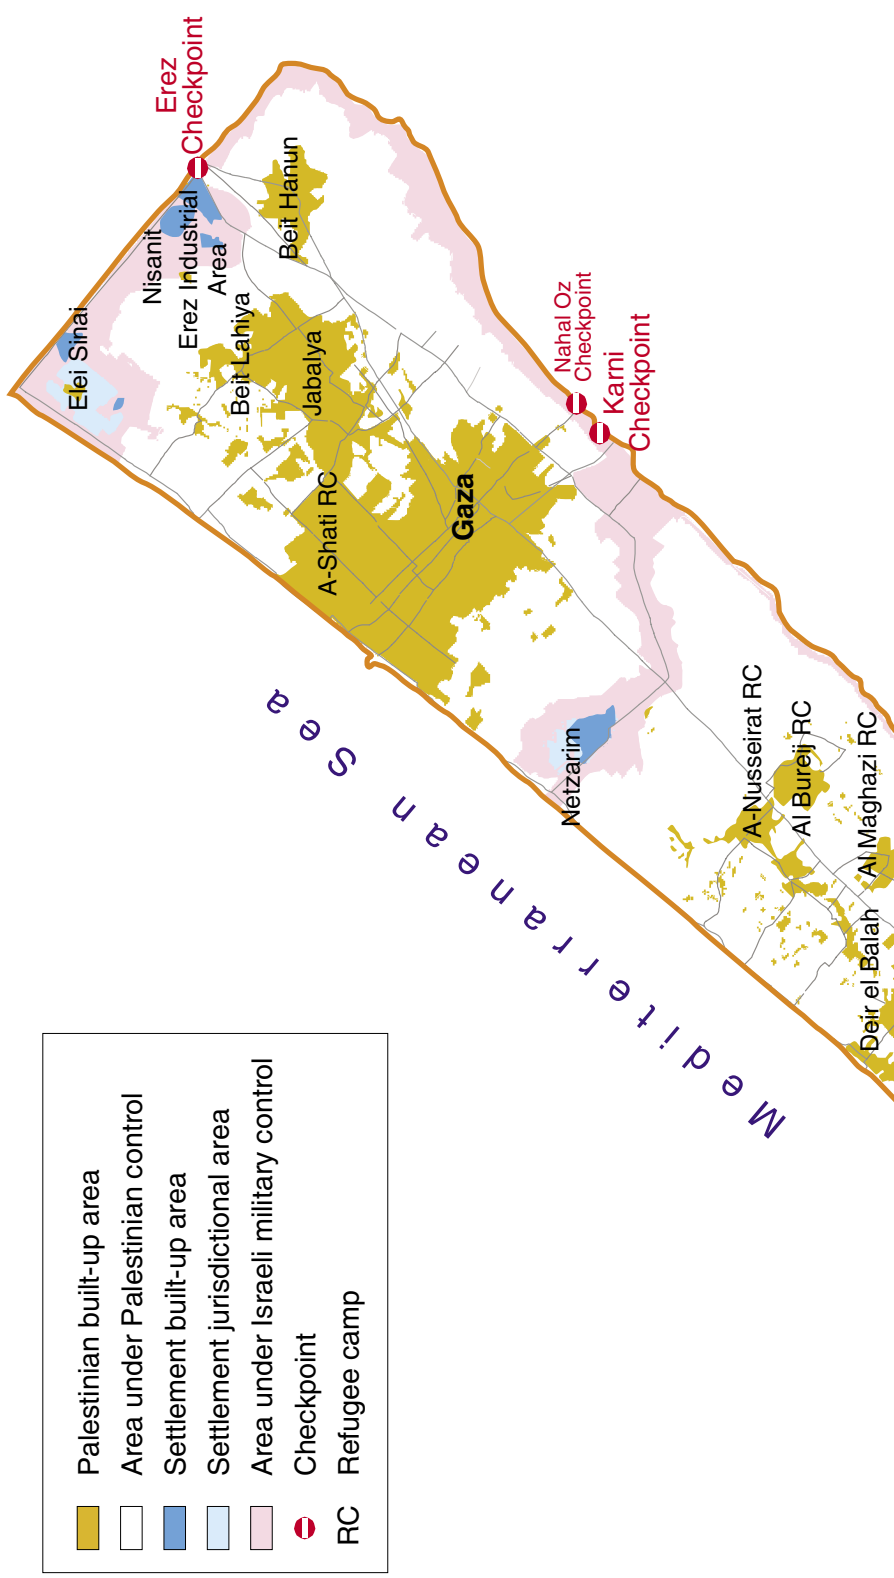 Erez
Checkpoint
Nisanit
Erez Industrial
Area
Elei Sinai
Beit Hanun
Beit Lahiya
Jabalya
Nahal Oz
Checkpoint
Karni
Checkpoint
A-Shati RC
Gaza
Mediterranean Sea
Netzarim
A-Nusseirat RC
Al Bureij RC
Al Maghazi RC
Deir el Balah
Palestinian built-up area
Area under Palestinian control
Settlement built-up area
Settlement jurisdictional area
Area under Israeli military control
Checkpoint
RC Refugee camp